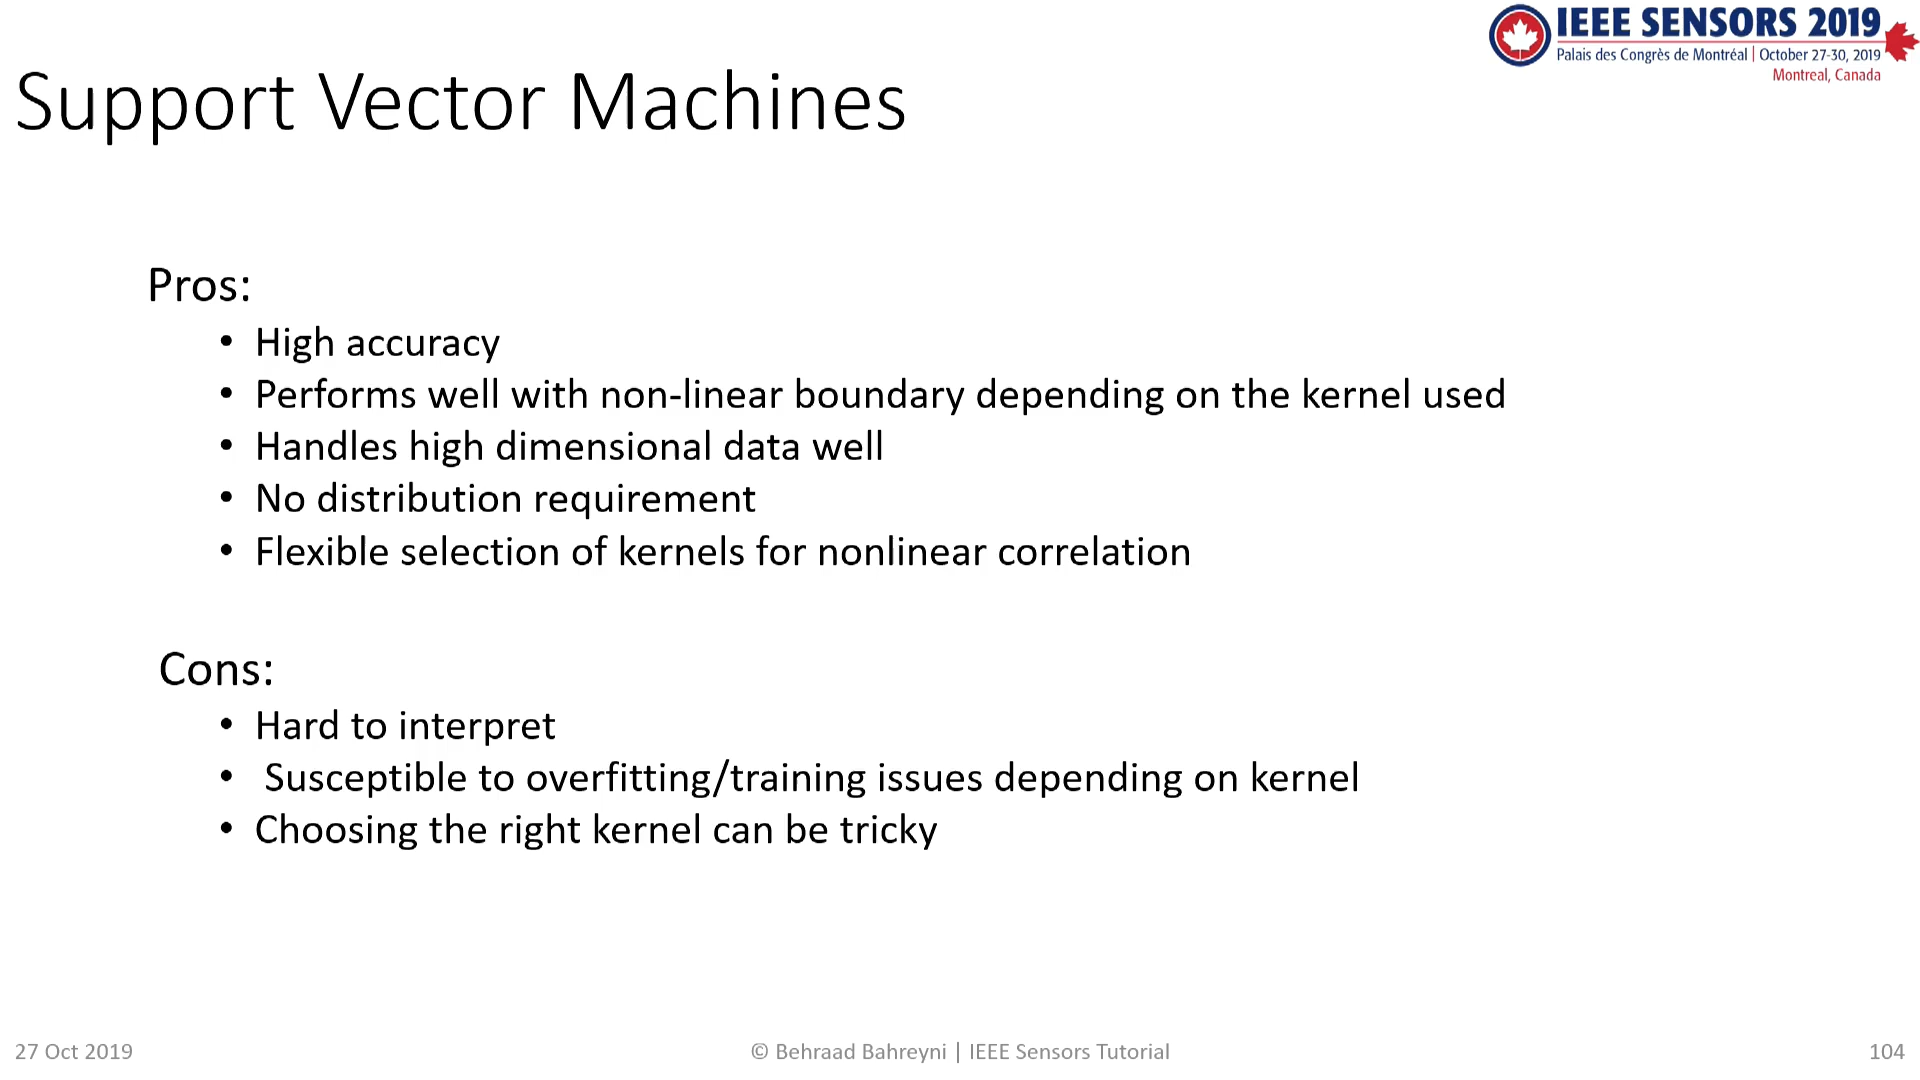 IEEE SENSORS 2019
Palais des Congrès de Montréal | October 27-30, 2019
Montreal, Canada
Support Vector Machines
Pros:
• High accuracy
• Performs well with non-linear boundary depending on the kernel used
• Handles high dimensional data well
• No distribution requirement
• Flexible selection of kernels for nonlinear correlation
Cons:
• Hard to interpret
• Susceptible to overfitting/training issues depending on kernel
• Choosing the right kernel can be tricky
27 Oct 2019
© Behraad Bahreyni | IEEE Sensors Tutorial
104